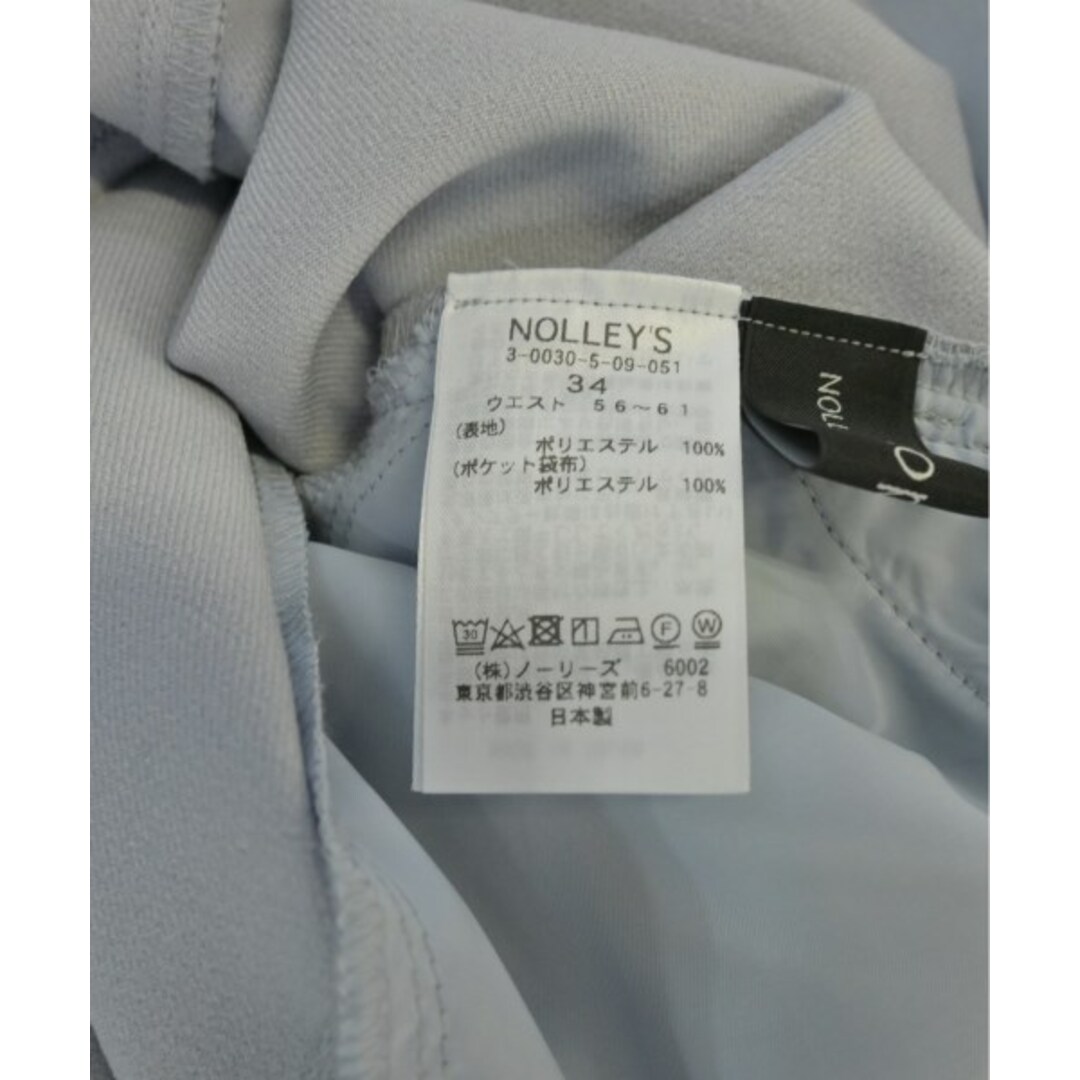 NOLLEY'S
3-0030-5-09-051
34
ウエスト 56～61
(表地)
ポリエステル 100%
(ポケット袋布)
ポリエステル 100%
30
F
W
(株)ノーリーズ 6002
東京都渋谷区神宮前6-27-8
日本製